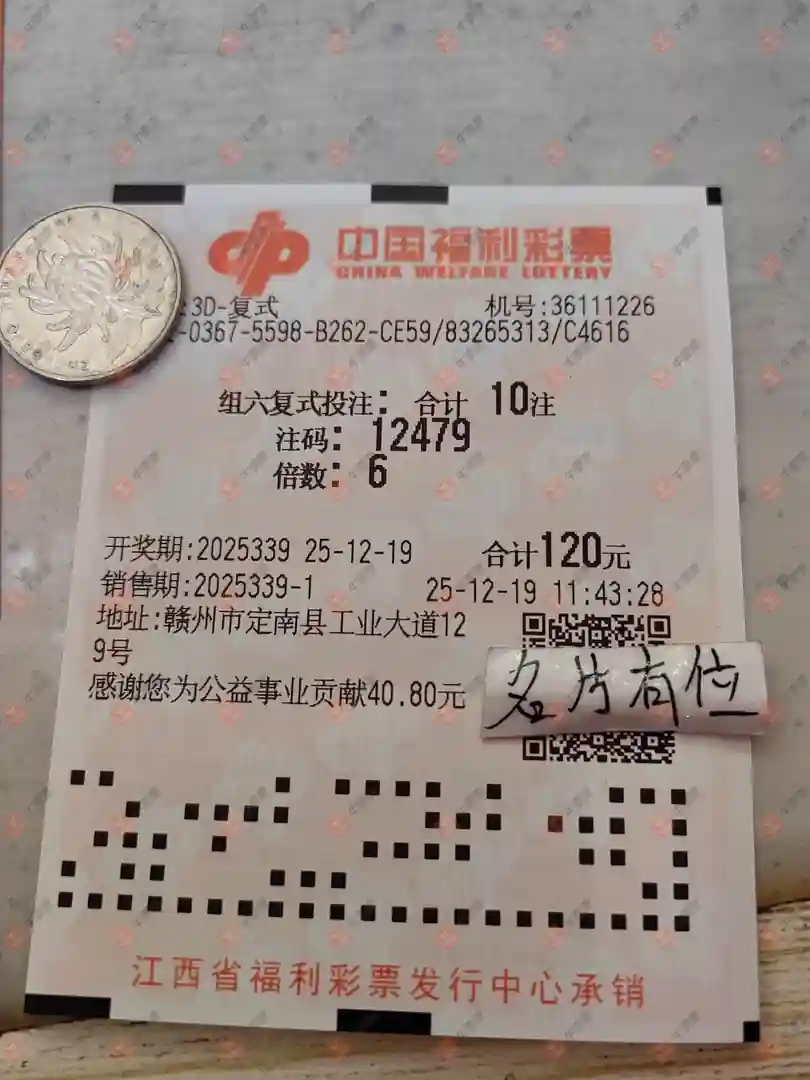 中国福利彩票
CHINA WELFARE LOTTERY
:3D-复式 机号:36111226
-0367-5598-B262-CE59/83265313/C4616
组六复式投注: 合计 10注
注码: 12479
倍数: 6
开奖期:2025339 25-12-19 合计120元
销售期:2025339-1 25-12-19 11:43:28
地址:赣州市定南县工业大道12
9号
感谢您为公益事业贡献40.80元
名片有位
江西省福利彩票发行中心承销